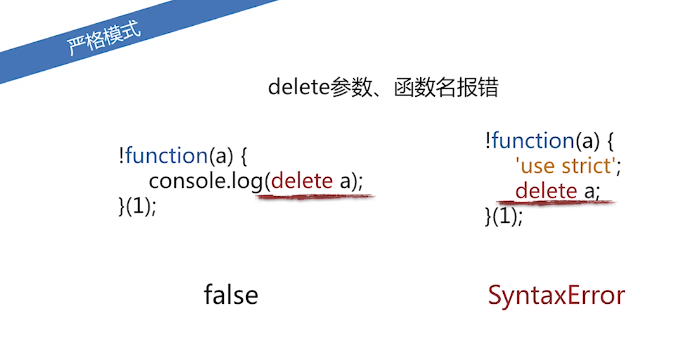 严格模式
delete参数、函数名报错
!function(a) {
console.log(delete a);
}(1);
false
!function(a) {
'use strict';
delete a;
}(1);
SyntaxError